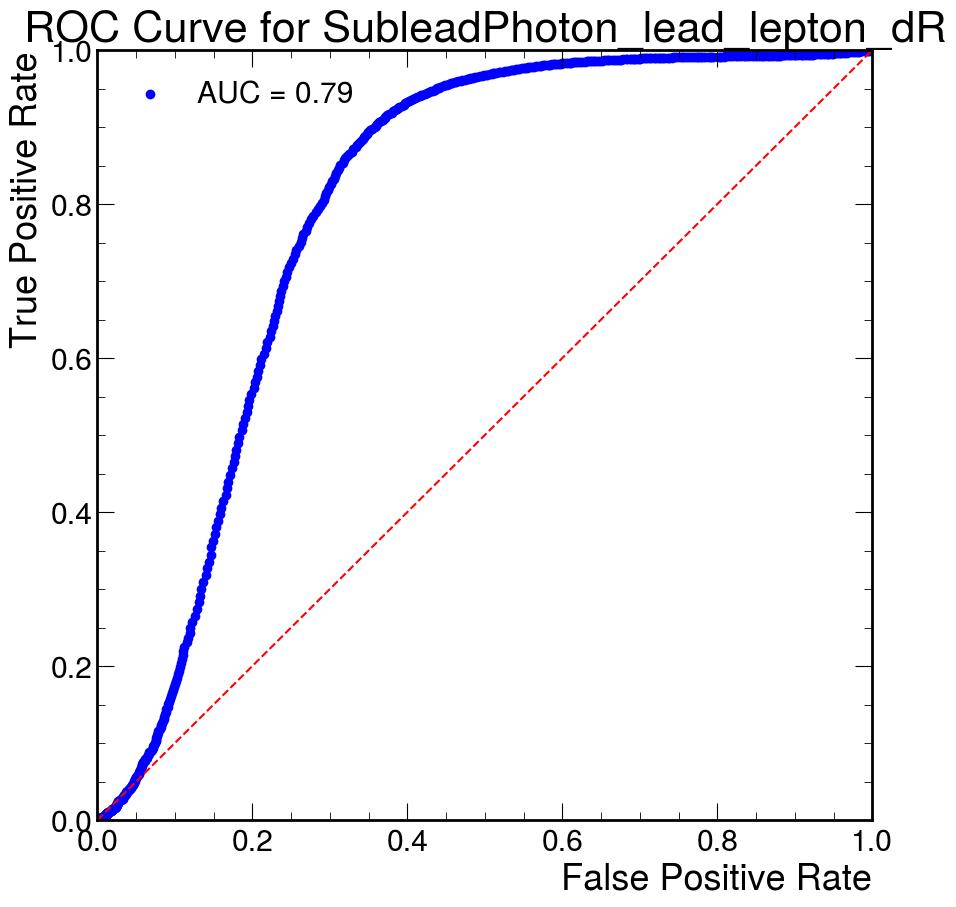 ROC Curve for SubleadPhoton_lead_lepton_dR
AUC = 0.79
True Positive Rate
1.0
0.8
0.6
0.4
0.2
0.0
0.0 0.2 0.4 0.6 0.8 1.0
False Positive Rate